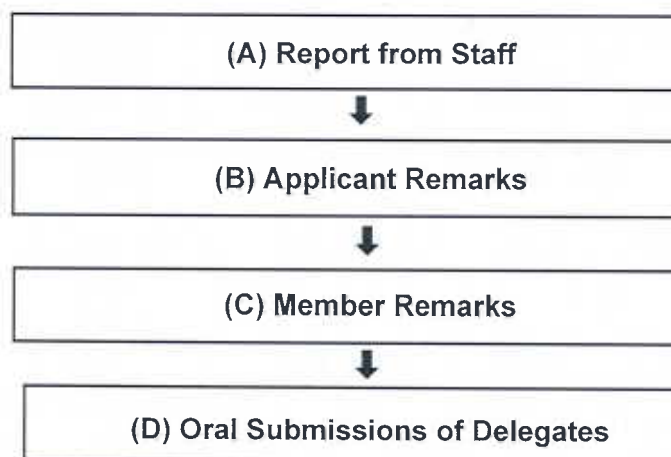 (A) Report from Staff
(B) Applicant Remarks
(C) Member Remarks
(D) Oral Submissions of Delegates